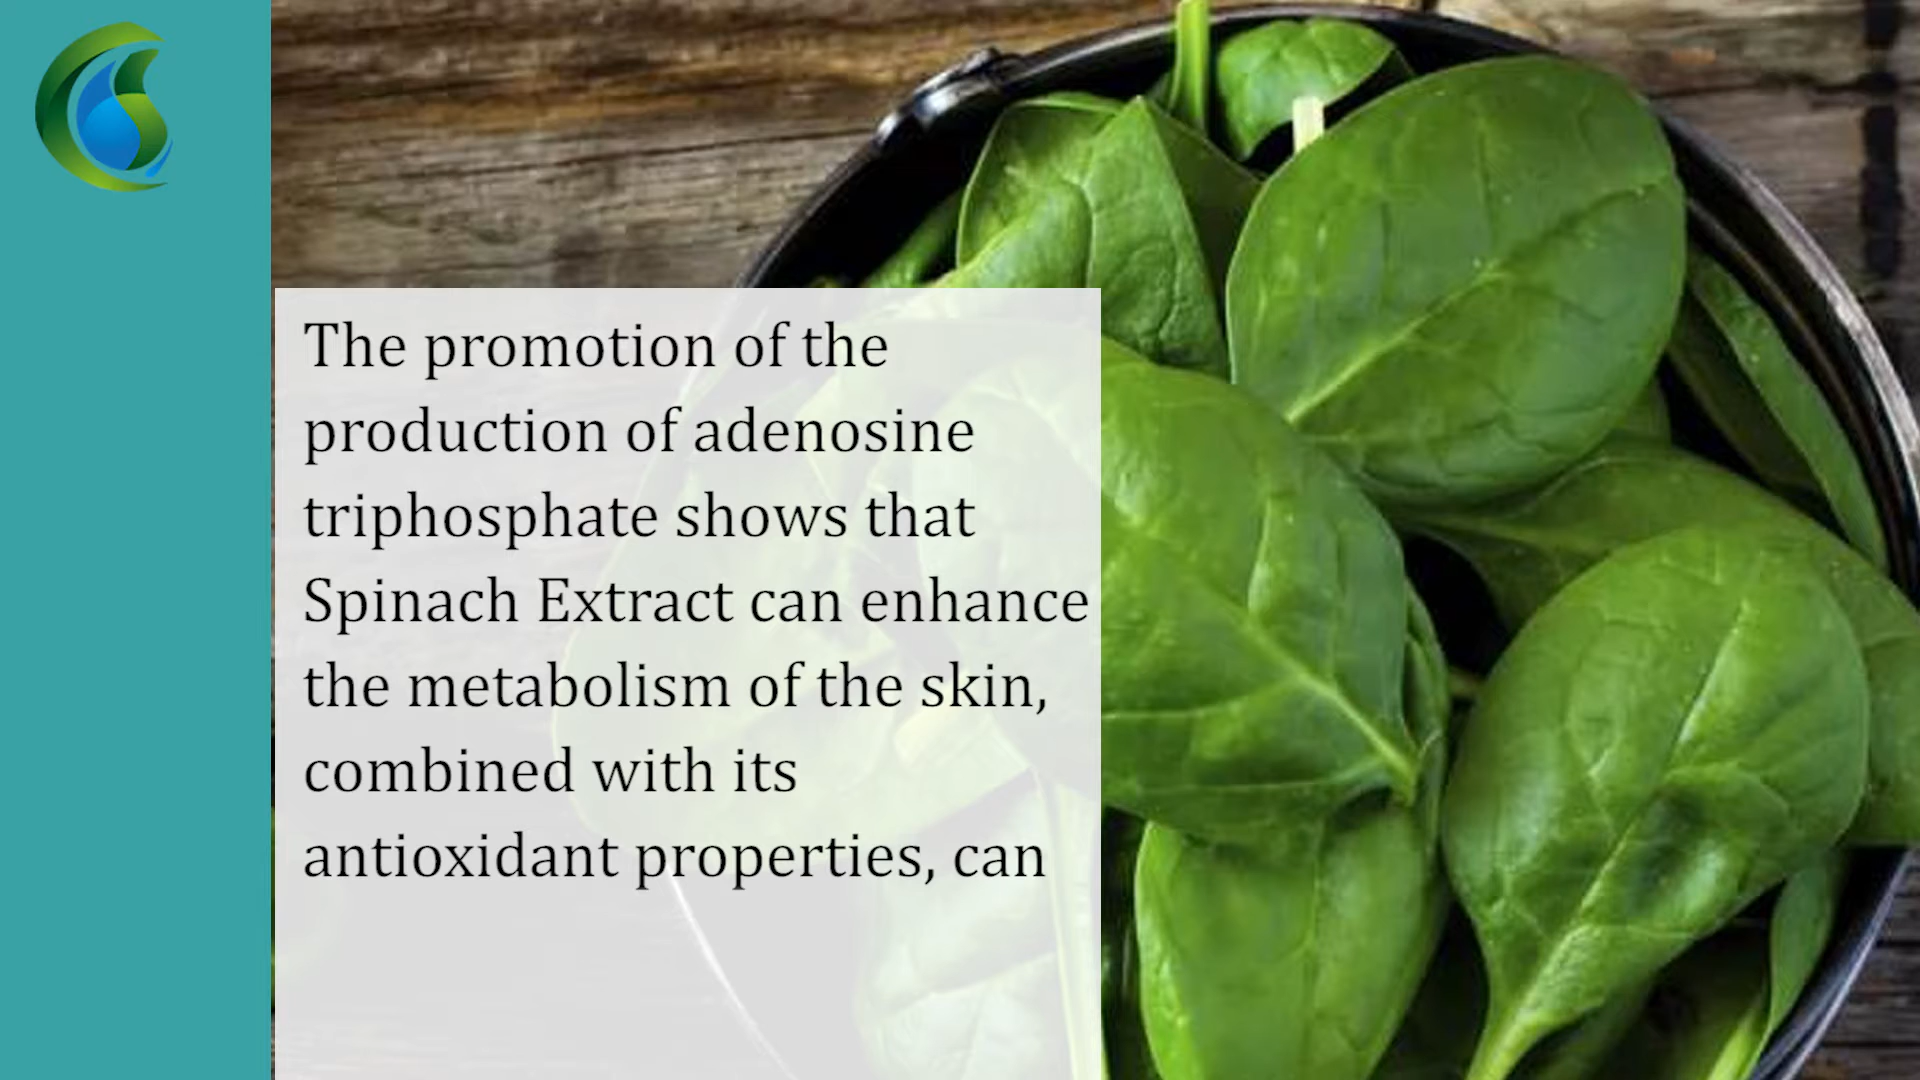 The promotion of the
production of adenosine
triphosphate shows that
Spinach Extract can enhance
the metabolism of the skin,
combined with its
antioxidant properties, can